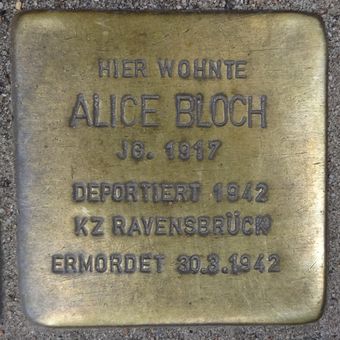 HIER WOHNTE
ALICE BLOCH
JG. 1917
DEPORTIERT 1942
KZ RAVENSBRÜCK
ERMORDET 30.3.1942